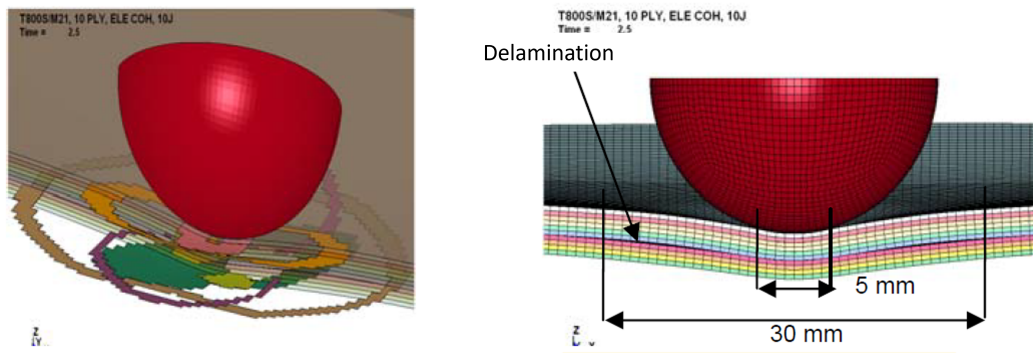 T800S/M21, 10 PLY, ELE COH, 10J
Time = 2.5
T800S/M21, 10 PLY, ELE COH, 10J
Time = 2.5
Delamination
5 mm
30 mm
Z
Z